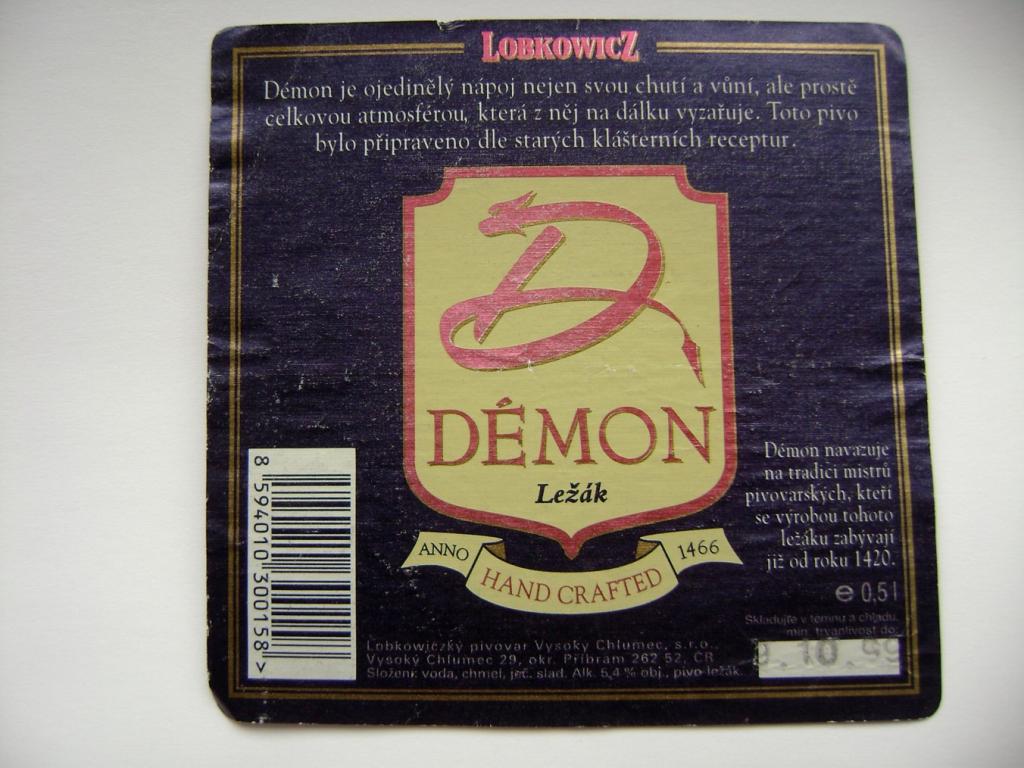 LOBKOWICZ
Démon je ojedinělý nápoj nejen svou chutí a vůní, ale prostě
celkovou atmosférou, která z něj na dálku vyzařuje. Toto pivo
bylo připraveno dle starých klášterních receptur.
DÉMON
Ležák
ANNO 1466
HAND CRAFTED
Démon navazuje
na tradici mistrů
pivovarských, kteří
se výrobou tohoto
ležáku zabývají
již od roku 1420.
e 0,5 l
Skladujte v temnu a chladu,
min. trvanlivost do:
9.10.99
8 594010 300158 >
Lobkowiczký pivovar Vysoký Chlumec, s.r.o.,
Vysoký Chlumec 29, okr. Příbram 262 52, ČR
Složení: voda, chmel, ječ. slad. Alk. 5,4 % obj., pivo ležák.